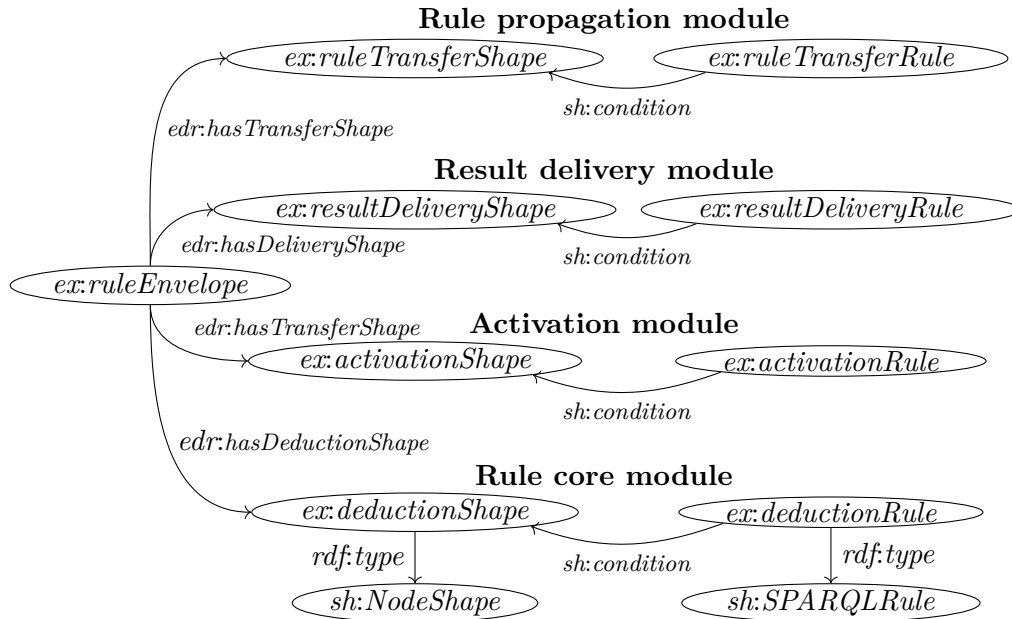 Rule propagation module
ex:ruleTransferShape
ex:ruleTransferRule
sh:condition
edr:hasTransferShape
Result delivery module
ex:resultDeliveryShape
ex:resultDeliveryRule
edr:hasDeliveryShape
sh:condition
ex:ruleEnvelope
edr:hasTransferShape
Activation module
ex:activationShape
ex:activationRule
sh:condition
edr:hasDeductionShape
Rule core module
ex:deductionShape
ex:deductionRule
rdf:type
sh:condition
rdf:type
sh:NodeShape
sh:SPARQLRule